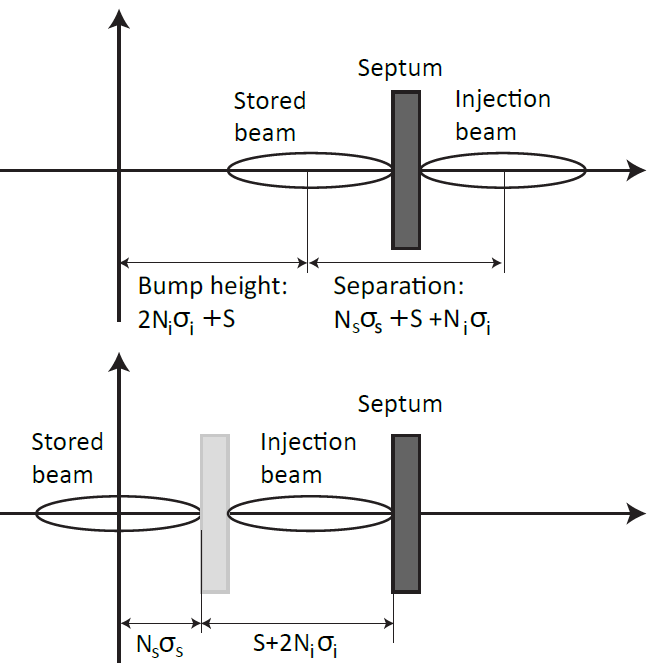 Septum
Stored
beam
Injection
beam
Bump height:
2Nᵢσᵢ +S
Separation:
Nₛσₛ +S +Nᵢσᵢ
Septum
Stored
beam
Injection
beam
Nₛσₛ
S+2Nᵢσᵢ